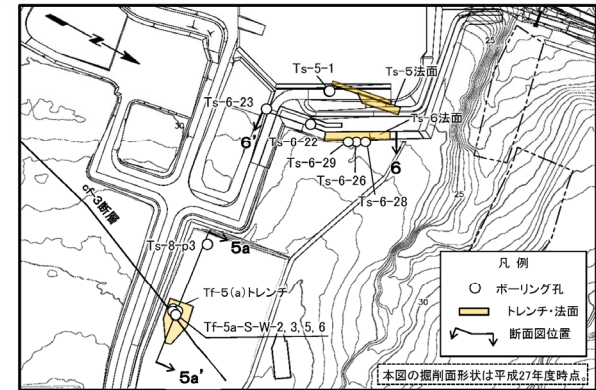 N
25
Ts-5-1
Ts-5法面
Ts-6-23
Ts-6法面
30
Ts-6-22
6'
Ts-6-29
6
Ts-6-26
Ts-6-28
25
cf-3断層
Ts-8-p3
5a
Tf-5(a)トレンチ
30
Tf-5a-S-W-2, 3, 5, 6
5a'
凡 例
ボーリング孔
トレンチ・法面
断面図位置
本図の掘削面形状は平成27年度時点。